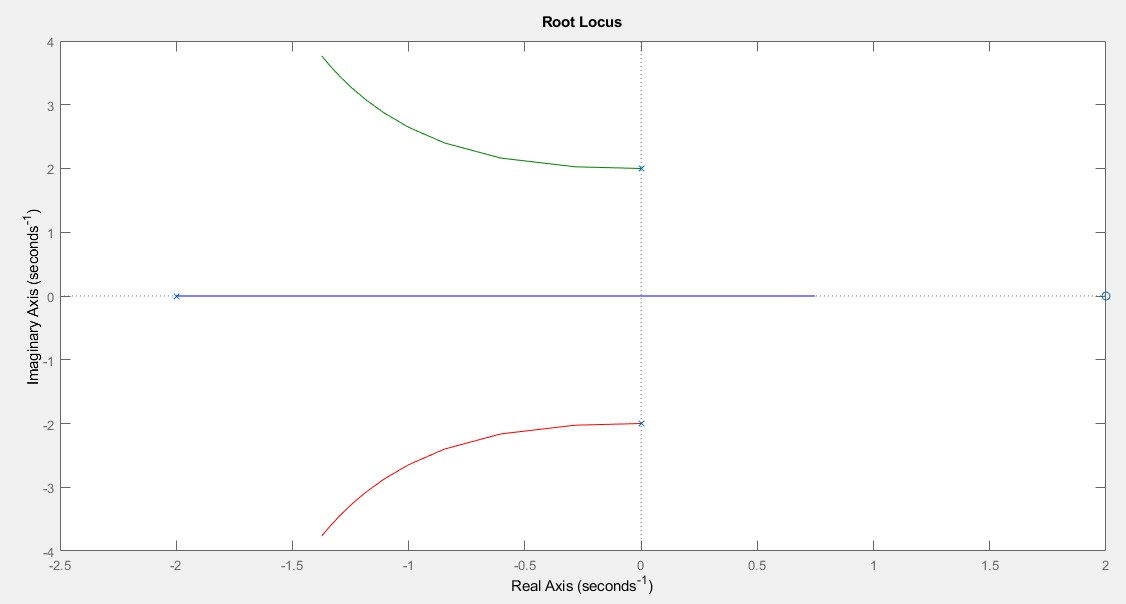 Root Locus
Imaginary Axis (seconds⁻¹)
4
3
2
1
0
-1
-2
-3
-4
-2.5 -2 -1.5 -1 -0.5 0 0.5 1 1.5 2
Real Axis (seconds⁻¹)